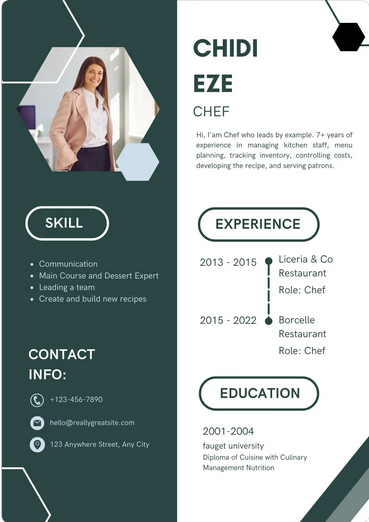 CHIDI
EZE
CHEF
Hi, I'am Chef who leads by example. 7+ years of
experience in managing kitchen staff, menu
planning, tracking inventory, controlling costs,
developing the recipe, and serving patrons.
SKILL
Communication
Main Course and Dessert Expert
Leading a team
Create and build new recipes
CONTACT
INFO:
+123-456-7890
hello@reallygreatsite.com
123 Anywhere Street, Any City
EXPERIENCE
2013 - 2015
Liceria & Co
Restaurant
Role: Chef
2015 - 2022
Borcelle
Restaurant
Role: Chef
EDUCATION
2001-2004
fauget university
Diploma of Cuisine with Culinary
Management Nutrition